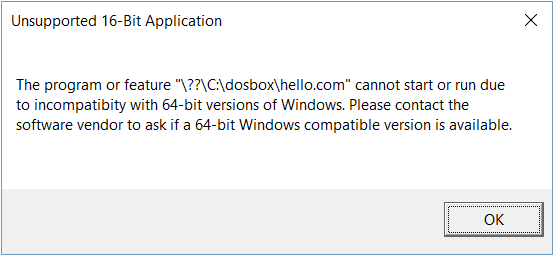 Unsupported 16-Bit Application
The program or feature "\??\C:\dosbox\hello.com" cannot start or run due
to incompatibity with 64-bit versions of Windows. Please contact the
software vendor to ask if a 64-bit Windows compatible version is available.
OK